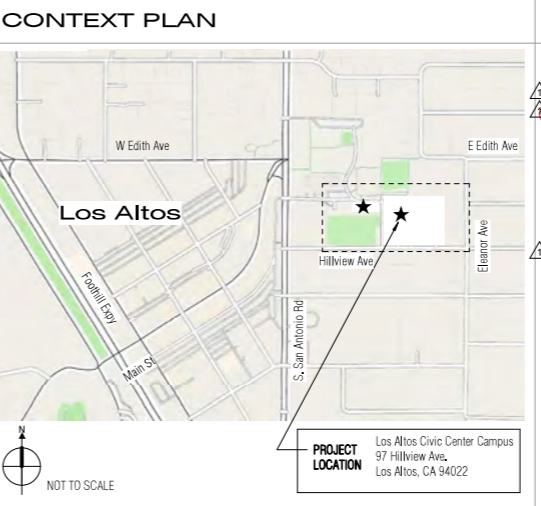 CONTEXT PLAN
W Edith Ave
E Edith Ave
Los Altos
Eleanor Ave
Hillview Ave
Foothill Expy
S. San Antonio Rd
Main St
PROJECT LOCATION
Los Altos Civic Center Campus
97 Hillview Ave.
Los Altos, CA 94022
N
NOT TO SCALE